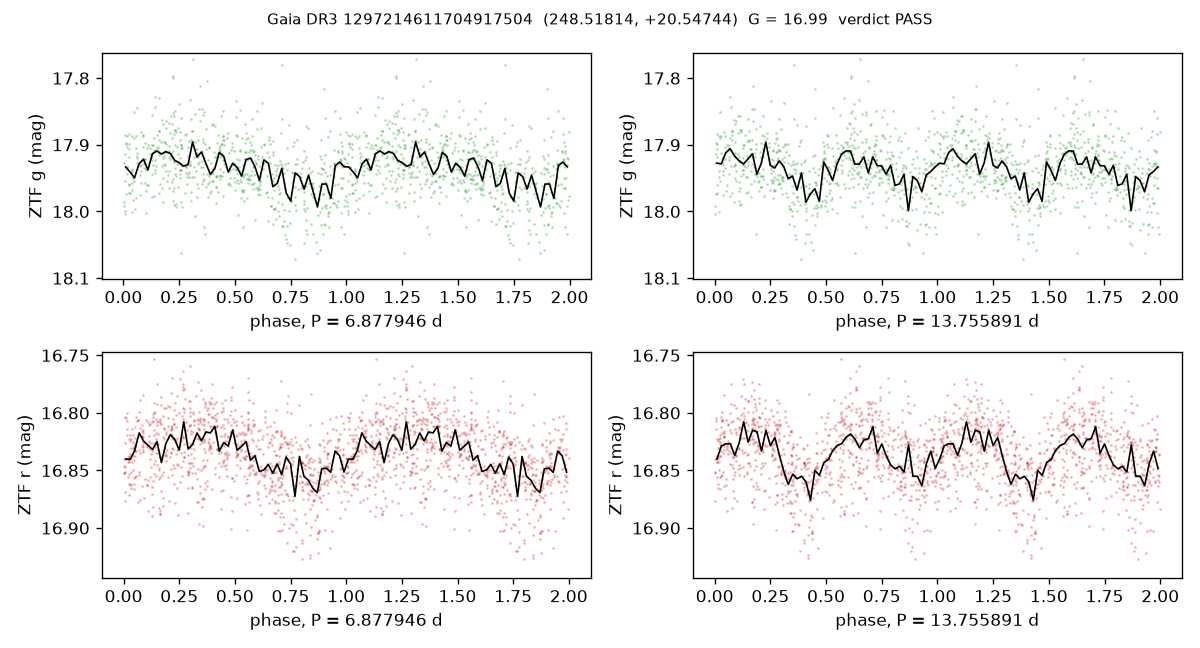 Gaia DR3 1297214611704917504  (248.51814, +20.54744)  G = 16.99  verdict PASS
ZTF g (mag)
17.8
17.9
18.0
18.1
0.00 0.25 0.50 0.75 1.00 1.25 1.50 1.75 2.00
phase, P = 6.877946 d
ZTF g (mag)
17.8
17.9
18.0
18.1
0.00 0.25 0.50 0.75 1.00 1.25 1.50 1.75 2.00
phase, P = 13.755891 d
ZTF r (mag)
16.75
16.80
16.85
16.90
0.00 0.25 0.50 0.75 1.00 1.25 1.50 1.75 2.00
phase, P = 6.877946 d
ZTF r (mag)
16.75
16.80
16.85
16.90
0.00 0.25 0.50 0.75 1.00 1.25 1.50 1.75 2.00
phase, P = 13.755891 d